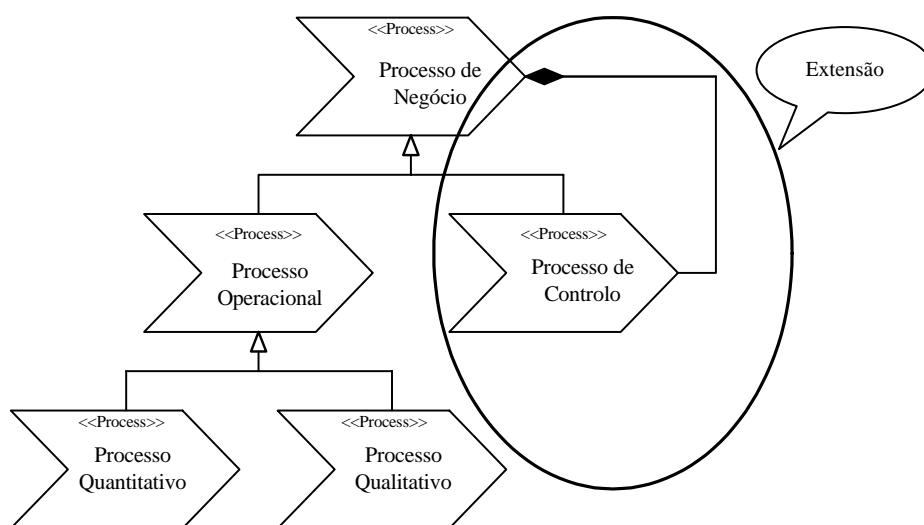 <<Process>>
Processo de
Negócio
Extensão
<<Process>>
Processo
Operacional
<<Process>>
Processo de
Controlo
<<Process>>
Processo
Quantitativo
<<Process>>
Processo
Qualitativo